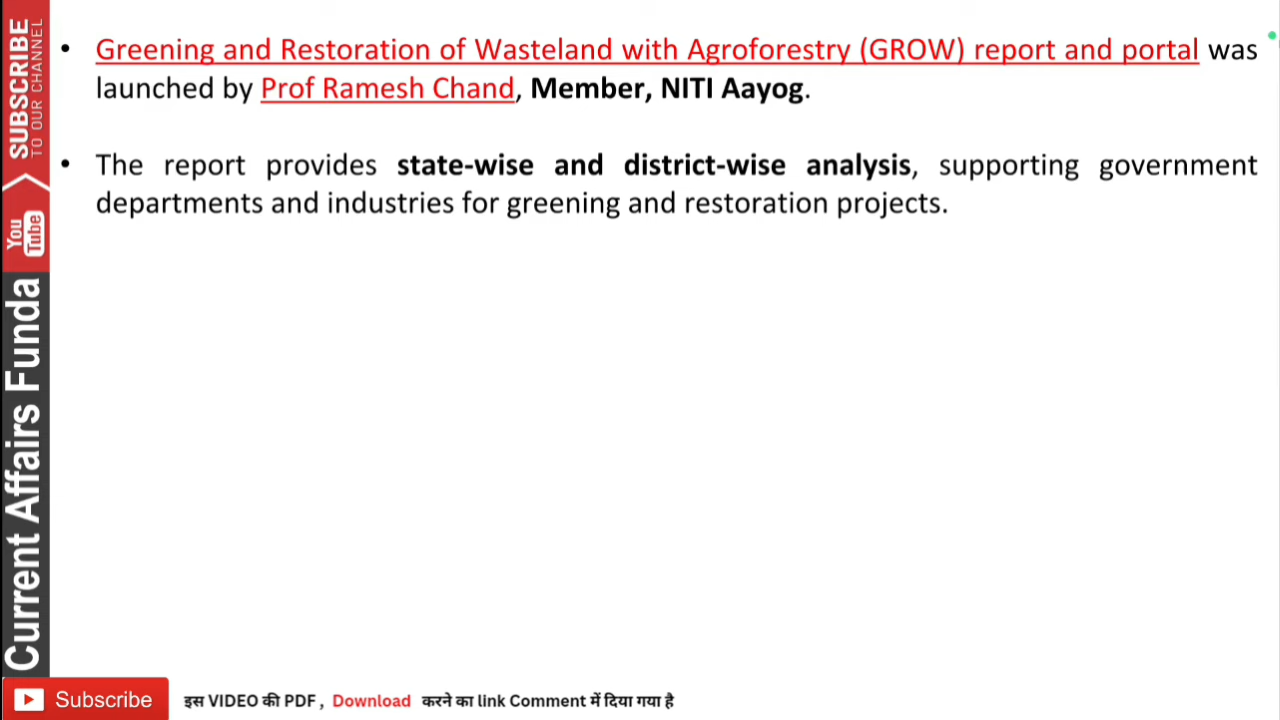 • Greening and Restoration of Wasteland with Agroforestry (GROW) report and portal was
launched by Prof Ramesh Chand, Member, NITI Aayog.
• The report provides state-wise and district-wise analysis, supporting government
departments and industries for greening and restoration projects.
SUBSCRIBE
TO OUR CHANNEL
You
Tube
Current Affairs Funda
Subscribe
इस VIDEO की PDF , Download करने का link Comment में दिया गया है